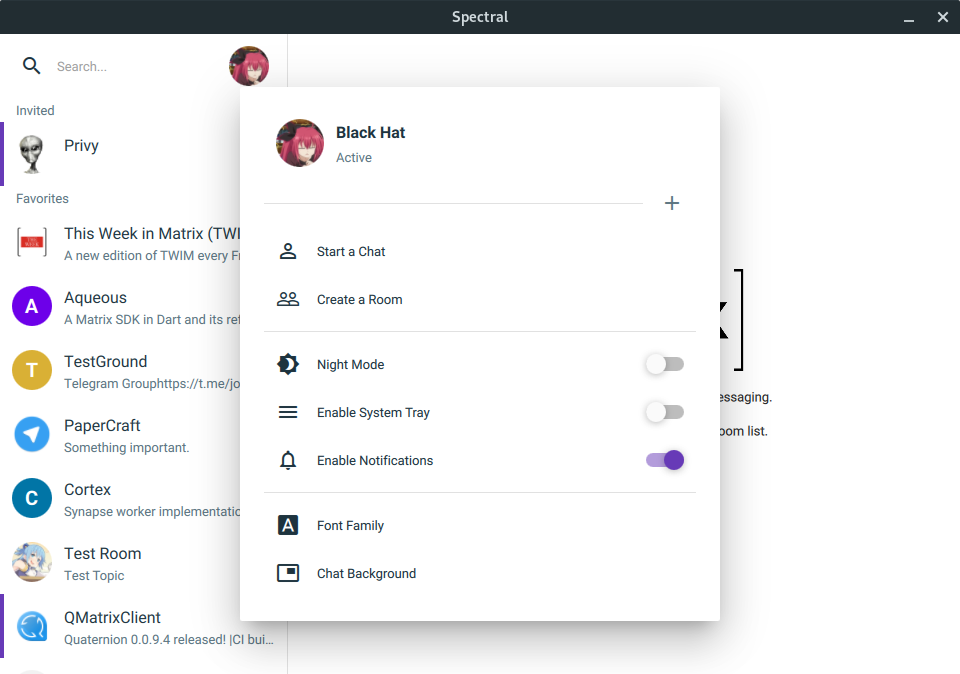 Spectral
Search...
Invited
Privy
Favorites
This Week in Matrix (TWI
A new edition of TWIM every Fr
A
Aqueous
A Matrix SDK in Dart and its ref
T
TestGround
Telegram Grouphttps://t.me/jo
PaperCraft
Something important.
C
Cortex
Synapse worker implementatio
Test Room
Test Topic
QMatrixClient
Quaternion 0.0.9.4 released! |CI bui...
Black Hat
Active
Start a Chat
Create a Room
Night Mode
Enable System Tray
Enable Notifications
A
Font Family
Chat Background
essaging.
oom list.